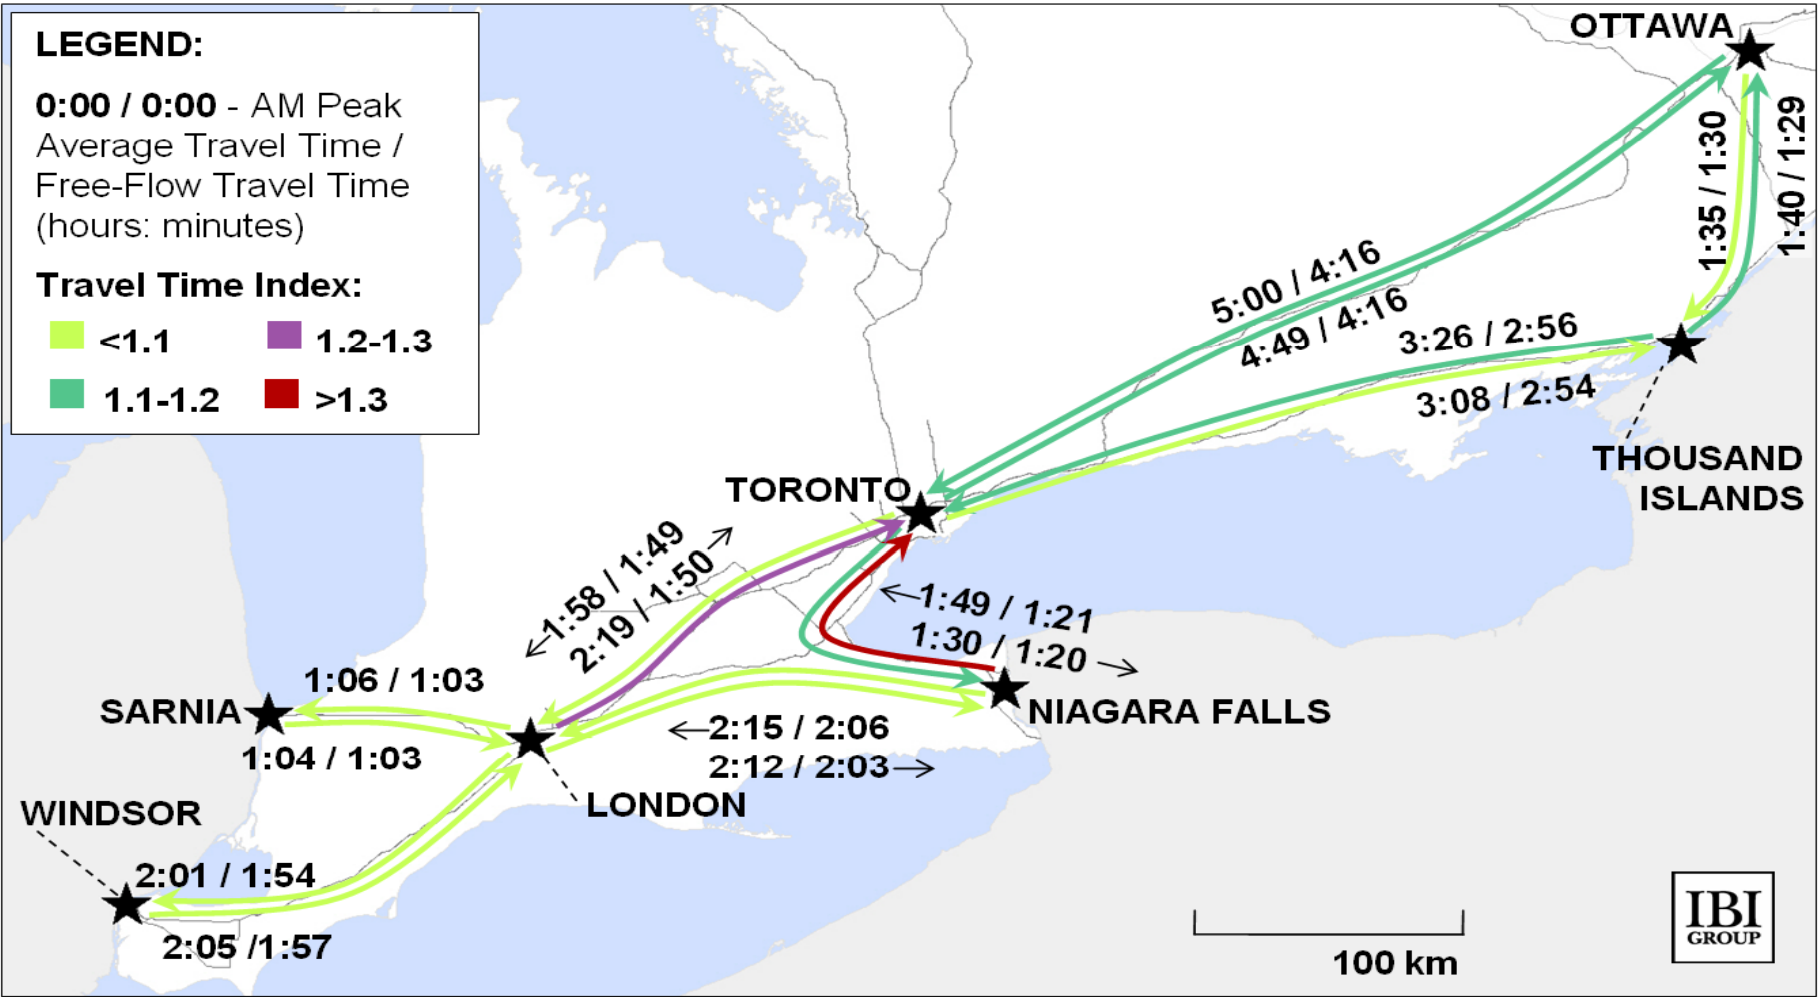 LEGEND:
0:00 / 0:00 - AM Peak
Average Travel Time /
Free-Flow Travel Time
(hours: minutes)
Travel Time Index:
<1.1
1.2-1.3
1.1-1.2
>1.3
OTTAWA
1:35 / 1:30
1:40 / 1:29
5:00 / 4:16
4:49 / 4:16
3:26 / 2:56
3:08 / 2:54
THOUSAND
ISLANDS
TORONTO
1:58 / 1:49
2:19 / 1:50
1:49 / 1:21
1:30 / 1:20
1:06 / 1:03
SARNIA
1:04 / 1:03
NIAGARA FALLS
2:15 / 2:06
2:12 / 2:03
LONDON
WINDSOR
2:01 / 1:54
2:05 /1:57
100 km
IBI
GROUP